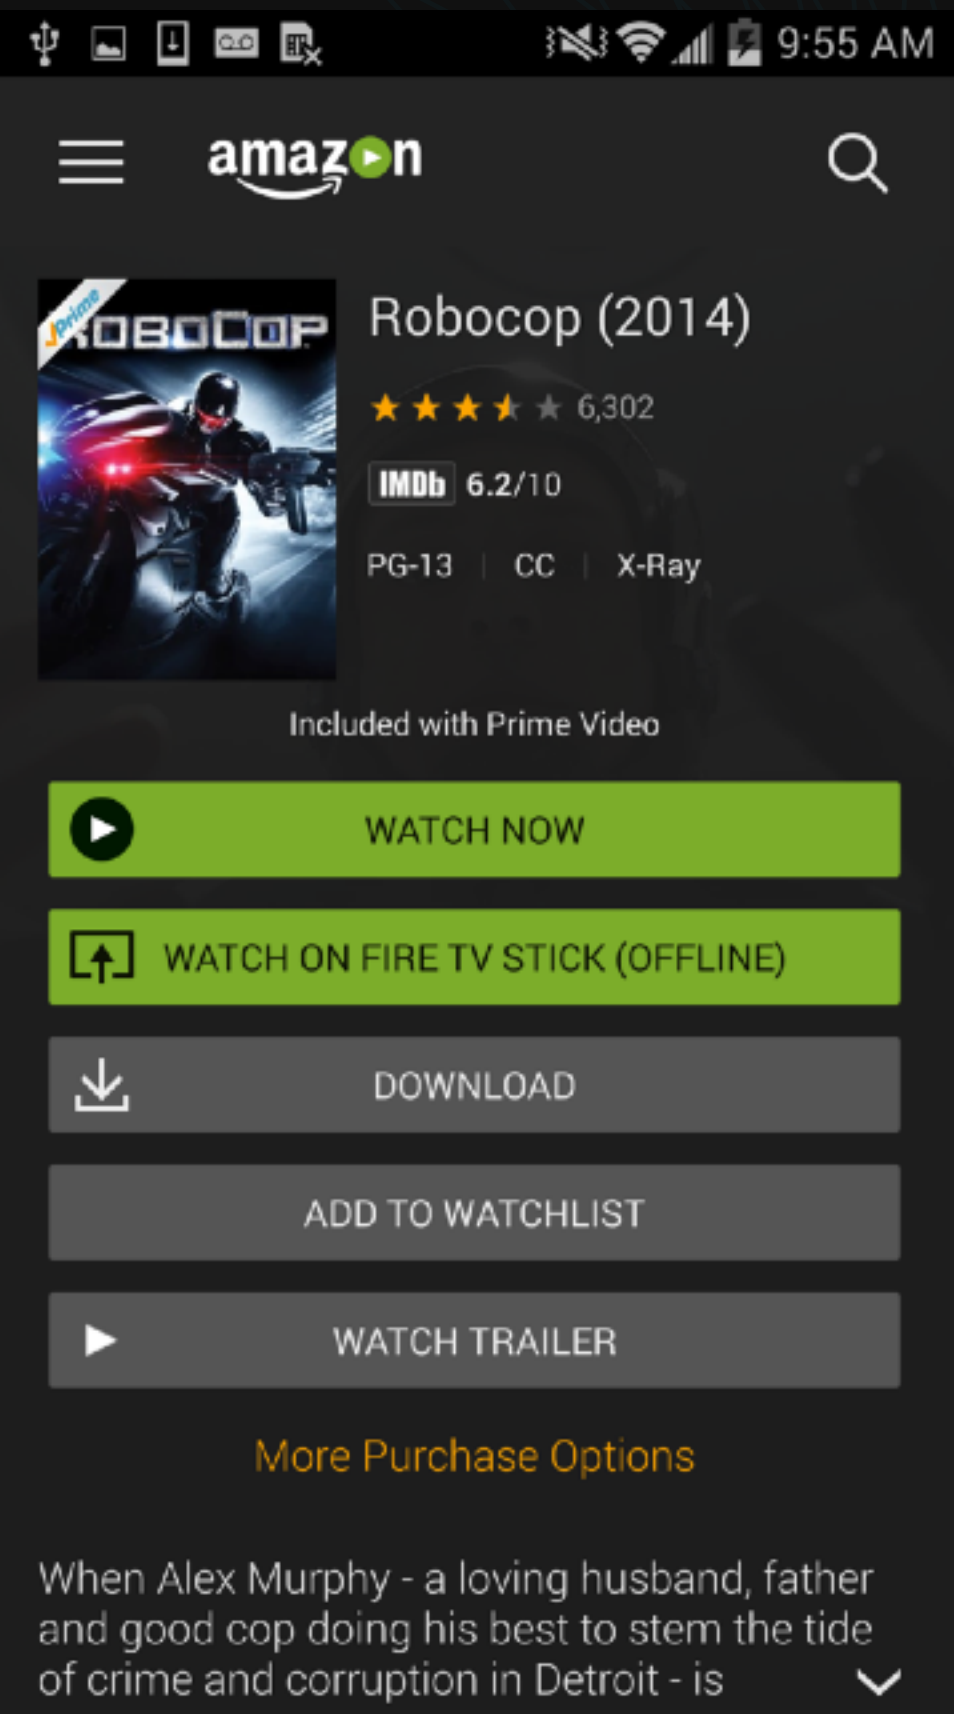 9:55 AM
amazon
Prime
ROBOCOP
Robocop (2014)
6,302
IMDb 6.2/10
PG-13 | CC | X-Ray
Included with Prime Video
WATCH NOW
WATCH ON FIRE TV STICK (OFFLINE)
DOWNLOAD
ADD TO WATCHLIST
WATCH TRAILER
More Purchase Options
When Alex Murphy - a loving husband, father
and good cop doing his best to stem the tide
of crime and corruption in Detroit - is